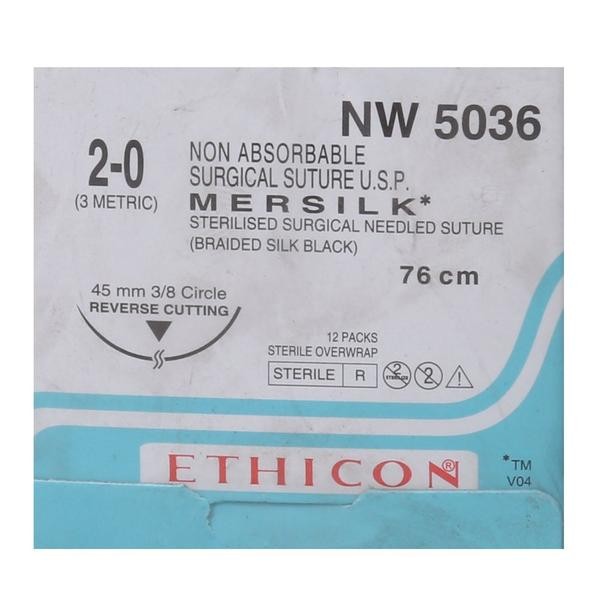 NW 5036
2-0
(3 METRIC)
NON ABSORBABLE
SURGICAL SUTURE U.S.P.
MERSILK*
STERILISED SURGICAL NEEDLED SUTURE
(BRAIDED SILK BLACK)
76 cm
45 mm 3/8 Circle
REVERSE CUTTING
12 PACKS
STERILE OVERWRAP
STERILE R
2
STERILIZE
2
ETHICON®
*TM
V04